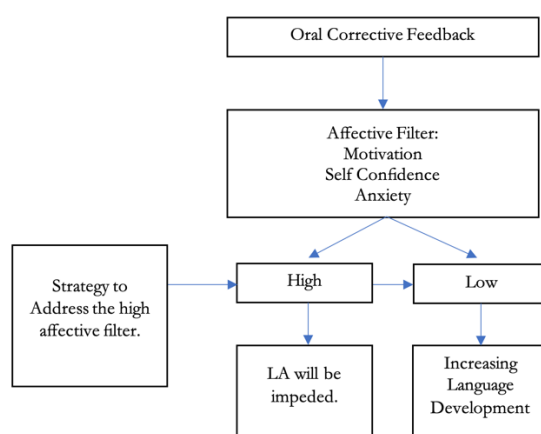 Oral Corrective Feedback
Affective Filter:
Motivation
Self Confidence
Anxiety
Strategy to
Address the high
affective filter.
High
Low
LA will be
impeded.
Increasing
Language
Development